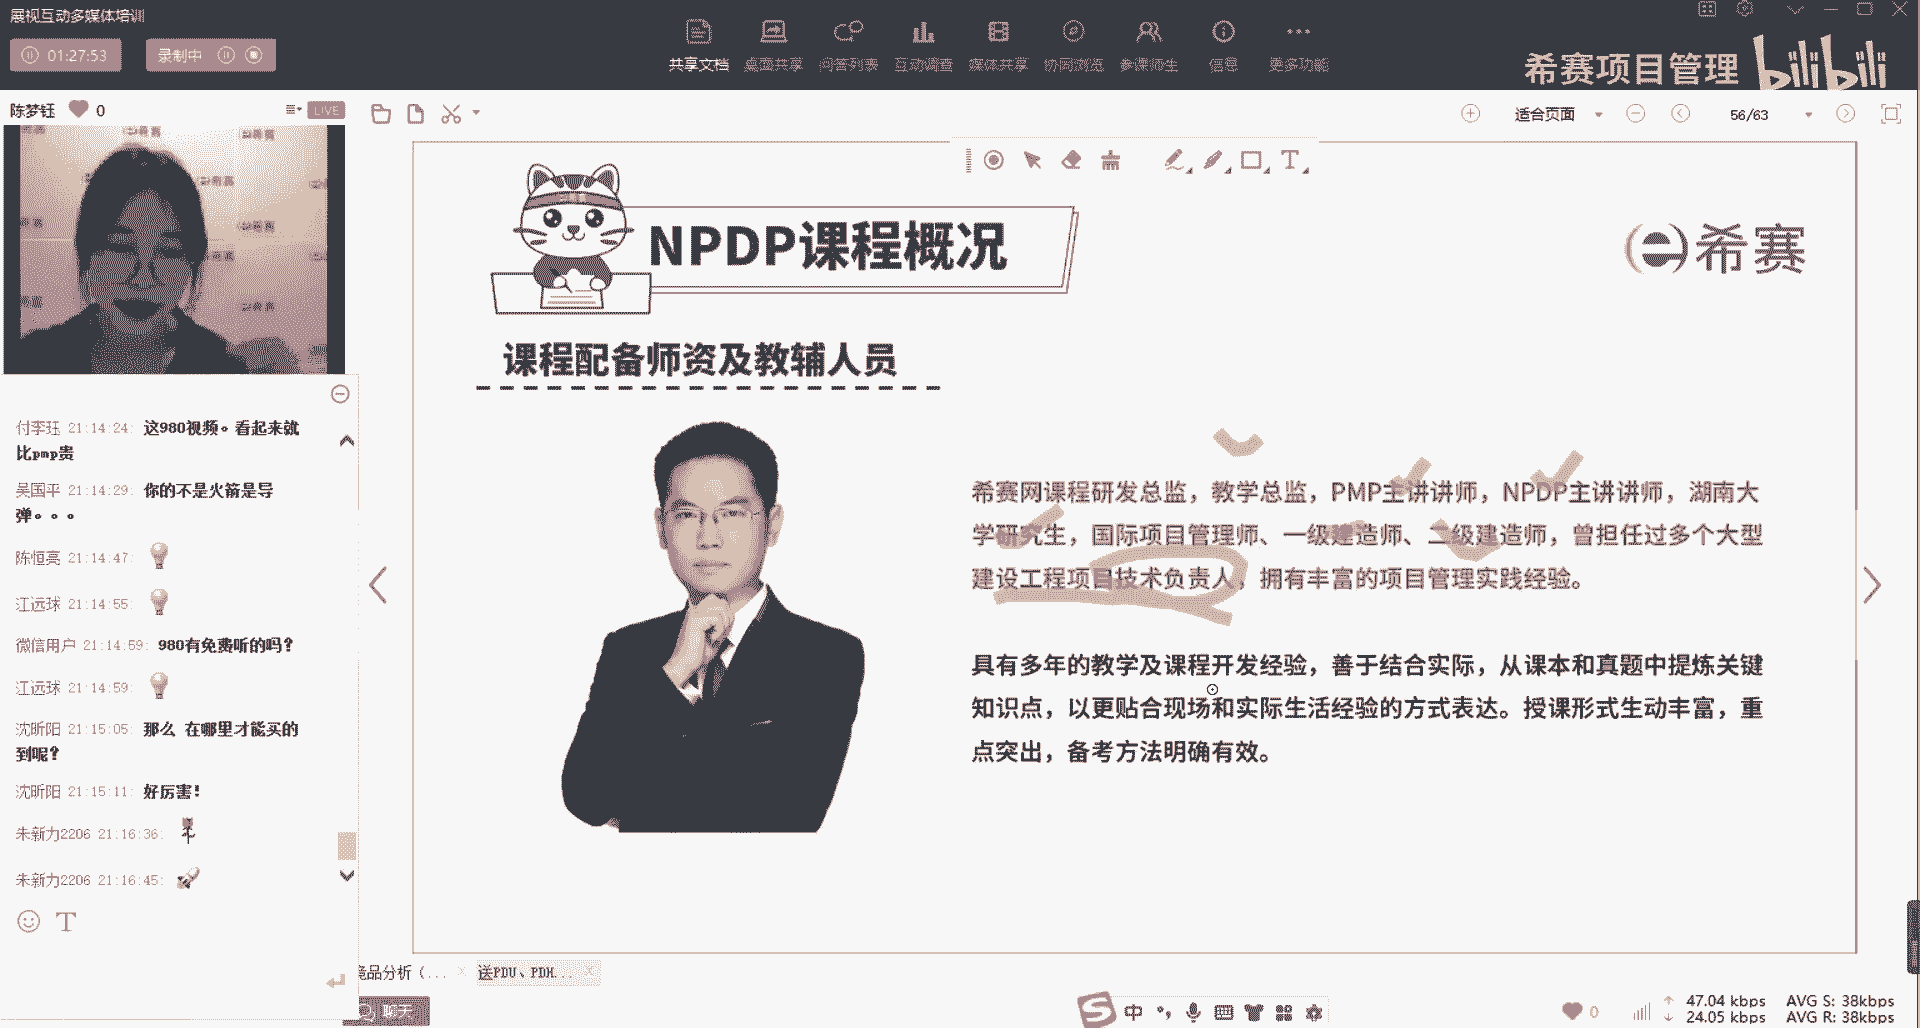 展视互动多媒体培训
01:27:53
录制中
共享文档
桌面共享
问答列表
互动调查
媒体共享
协同浏览
参课师生
信息
更多功能
希赛项目管理 bilibili
陈梦钰 0
LIVE
适合页面
56/63
NPDP课程概况
希赛
课程配备师资及教辅人员
希赛网课程研发总监，教学总监，PMP主讲讲师，NPDP主讲讲师，湖南大
学研究生，国际项目管理师、一级建造师、二级建造师，曾担任过多个大型
建设工程项目技术负责人，拥有丰富的项目管理实践经验。
具有多年的教学及课程开发经验，善于结合实际，从课本和真题中提炼关键
知识点，以更贴合现场和实际生活经验的方式表达。授课形式生动丰富，重
点突出，备考方法明确有效。
付李珏 21:14:24: 这980视频。看起来就
比pmp贵
吴国平 21:14:29: 你的不是火箭是导
弹。。。
陈恒亮 21:14:47:
江远球 21:14:55:
微信用户 21:14:59: 980有免费听的吗？
江远球 21:14:59:
沈昕阳 21:15:05: 那么 在哪里才能买的
到呢？
沈昕阳 21:15:11: 好厉害！
朱新力2206 21:16:36:
朱新力2206 21:16:45:
竞品分析（...
送PDU、PDH...
聊天
中
0
47.04 kbps AVG S: 38kbps
24.05 kbps AVG R: 38kbps